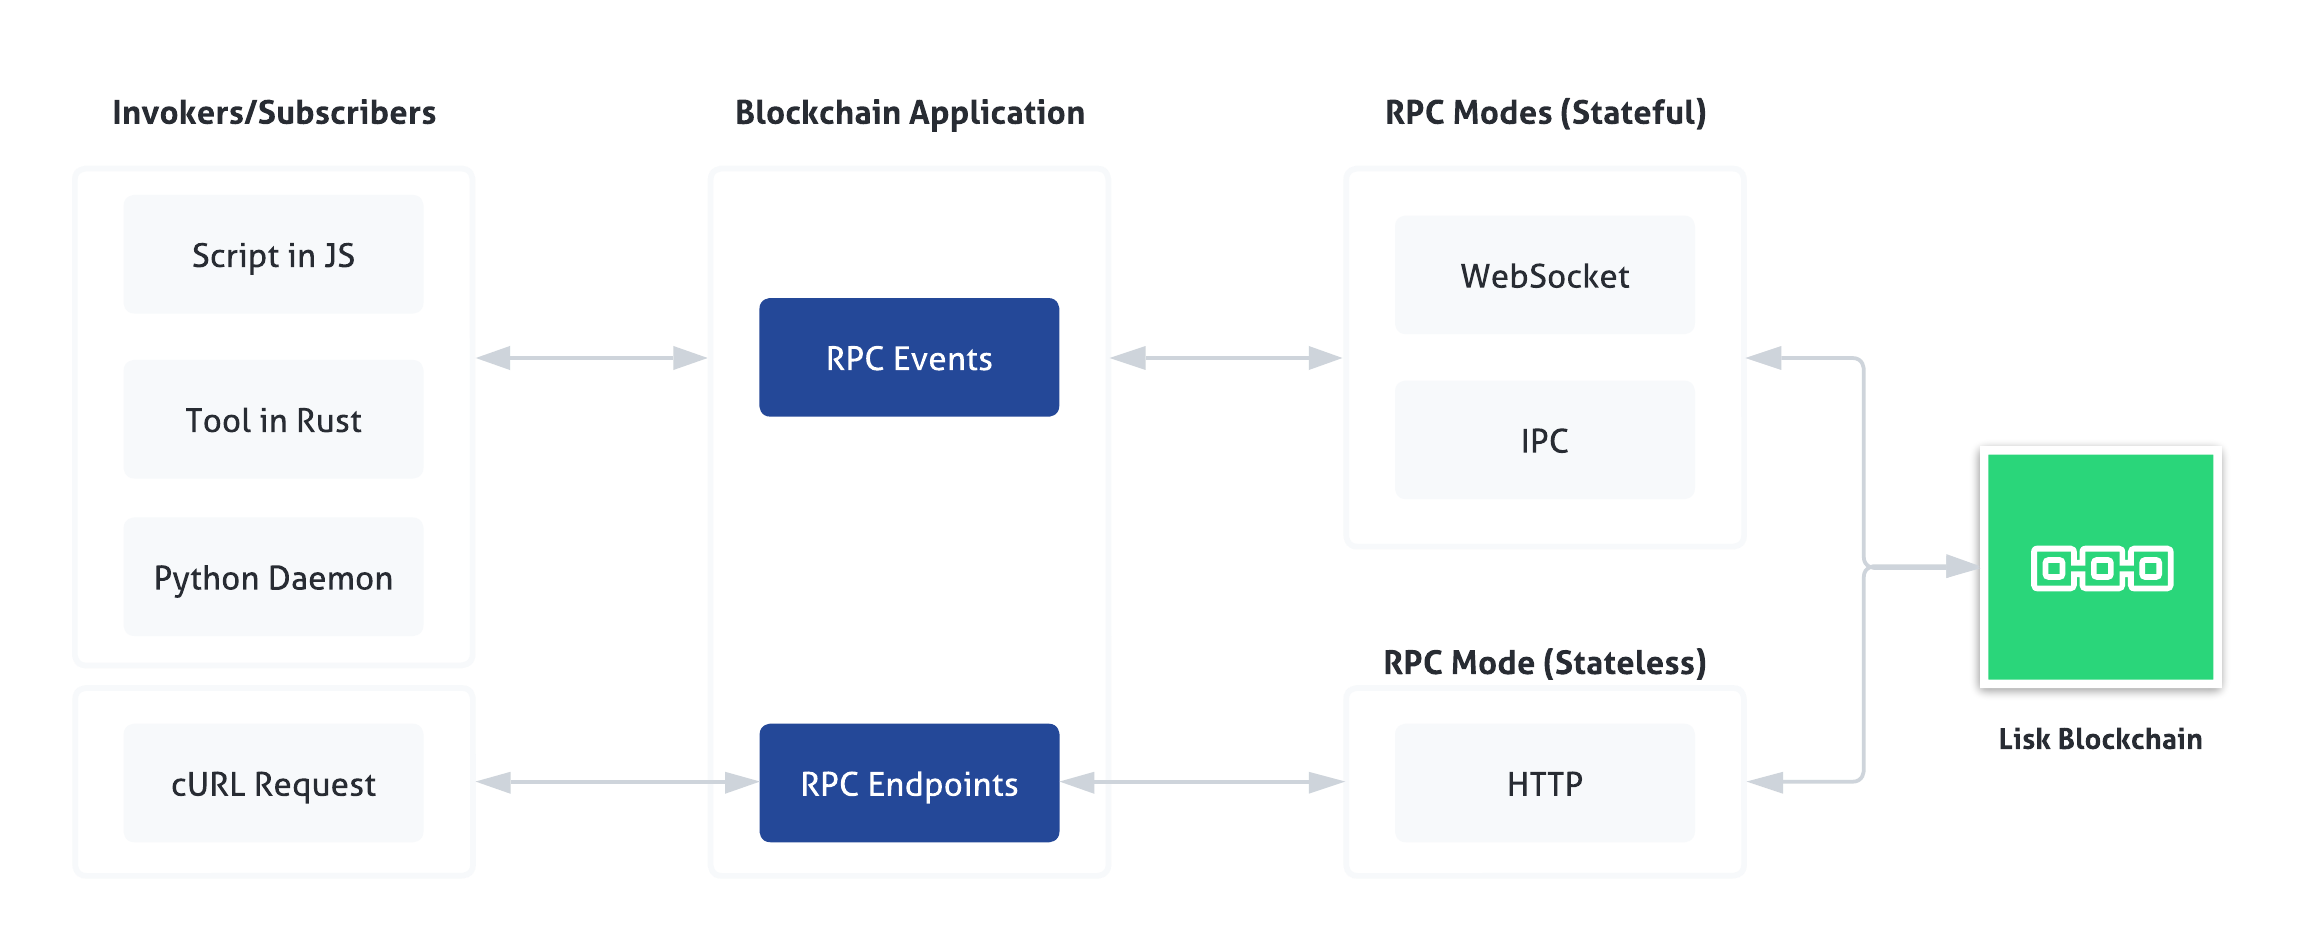 Invokers/Subscribers
Script in JS
Tool in Rust
Python Daemon
cURL Request
Blockchain Application
RPC Events
RPC Endpoints
RPC Modes (Stateful)
WebSocket
IPC
RPC Mode (Stateless)
HTTP
Lisk Blockchain